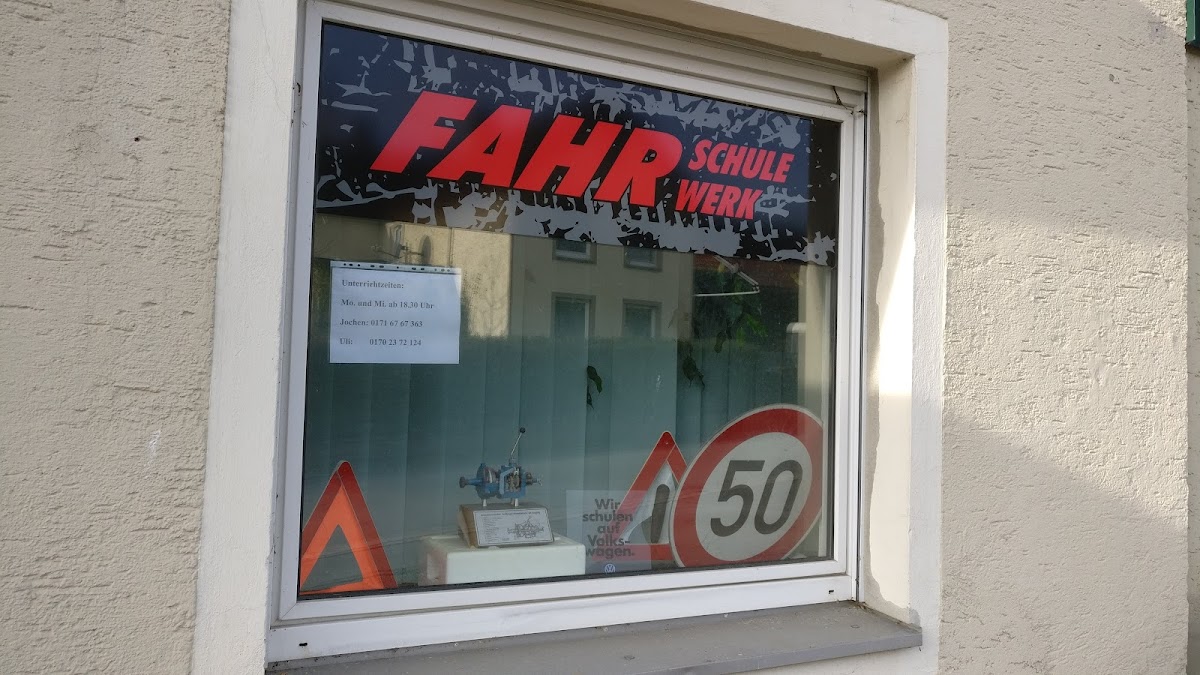 FAHR SCHULE
WERK
Unterrichtzeiten:
Mo. und Mi. ab 18.30 Uhr
Jochen: 0171 67 67 363
Uli: 0170 23 72 124
50
Wir
schulen
auf
Volks-
wagen.